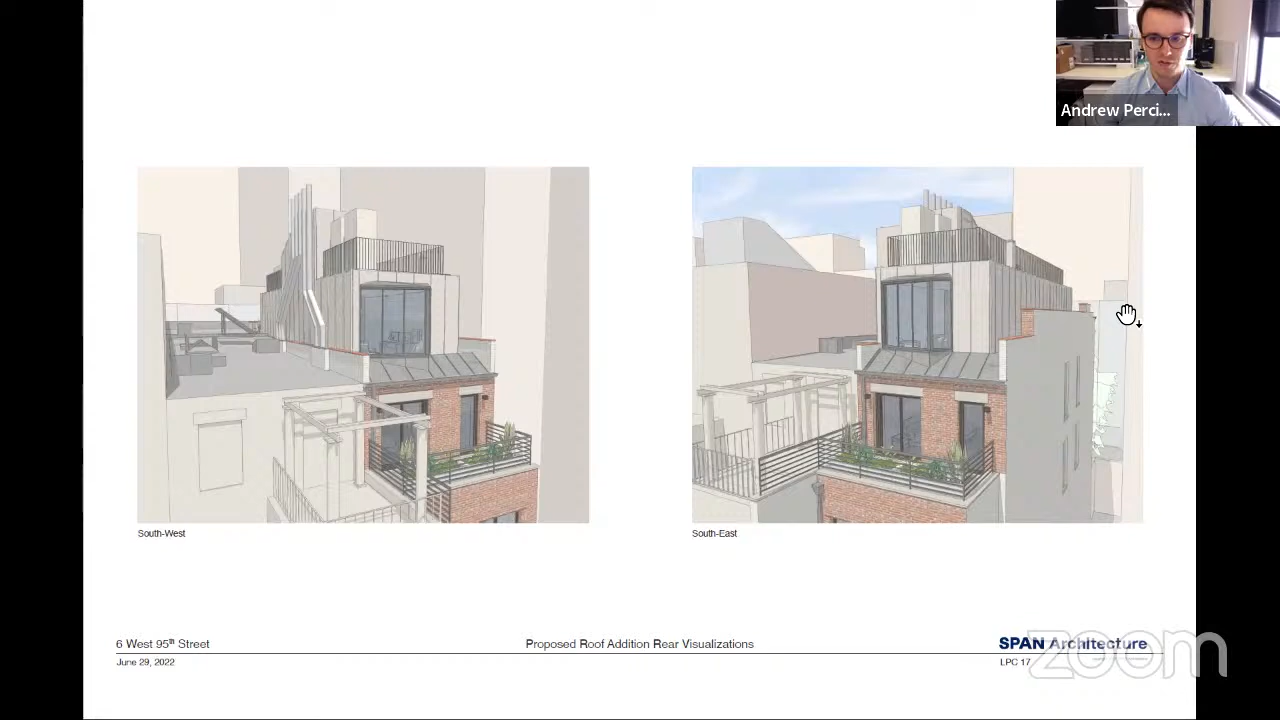 Andrew Perci...
South-West
South-East
6 West 95th Street
Proposed Roof Addition Rear Visualizations
SPAN Architecture
June 29, 2022
LPC 17
zoom